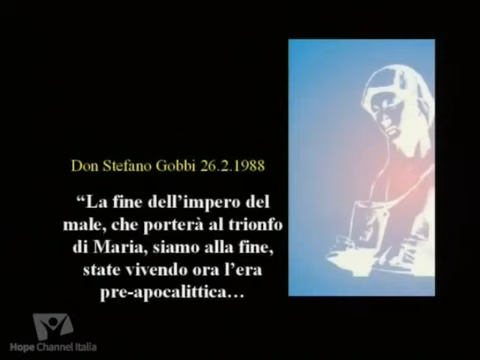 Don Stefano Gobbi 26.2.1988
“La fine dell’impero del
male, che porterà al trionfo
di Maria, siamo alla fine,
state vivendo ora l’era
pre-apocalittica…
Hope Channel Italia